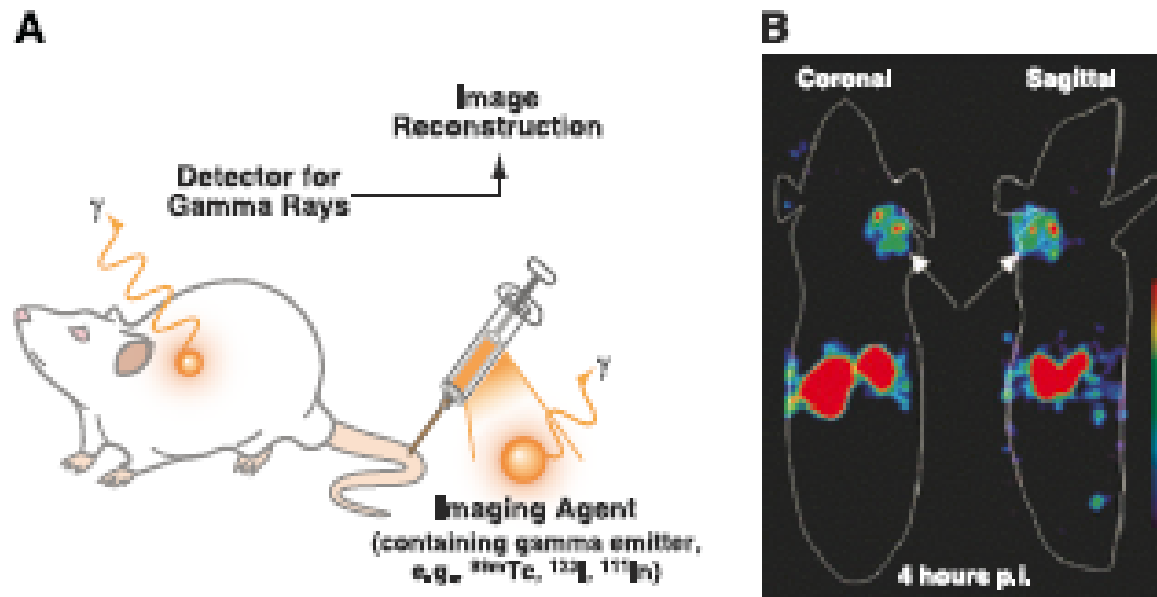 A
Image
Reconstruction
Detector for
Gamma Rays
γ
γ
Imaging Agent
(containing gamma emitter,
e.g., ⁹⁹ᵐTc, ¹²³I, ¹¹¹In)
B
Coronal
Sagittal
4 hours p.i.